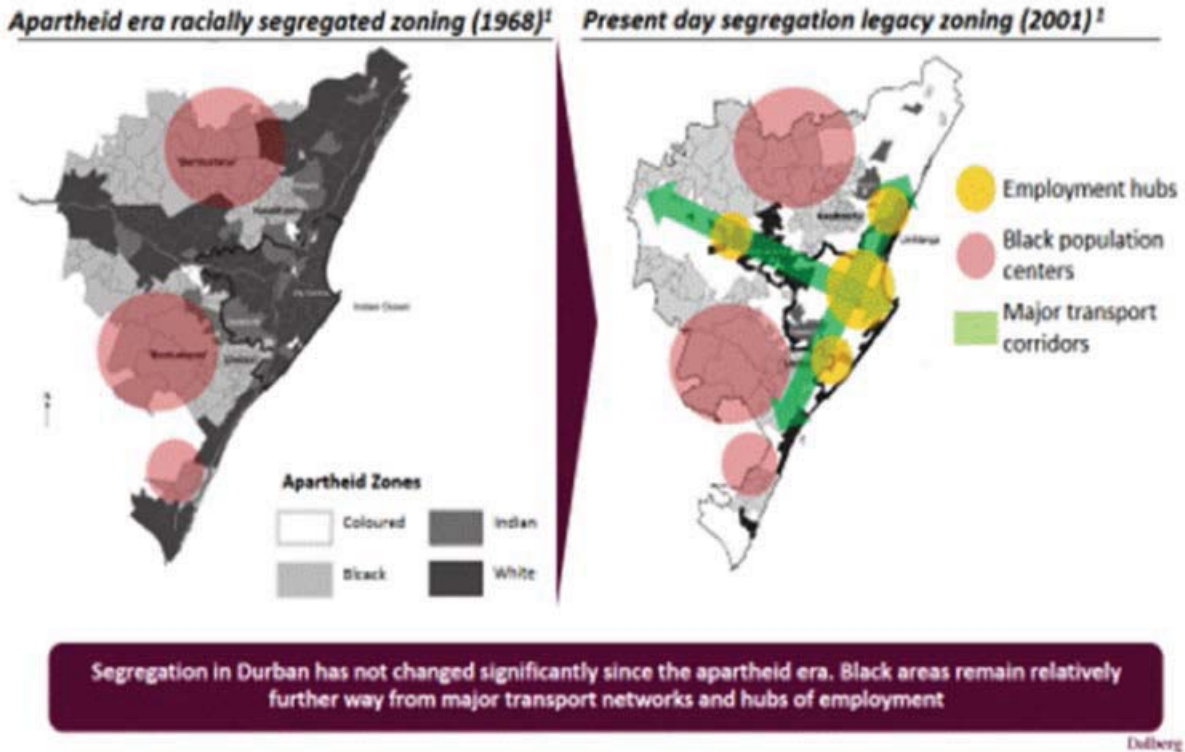 Apartheid era racially segregated zoning (1968)¹
Present day segregation legacy zoning (2001)¹
Indian Ocean
Umhlanga
Employment hubs
Black population
centers
Major transport
corridors
Apartheid Zones
Coloured
Indian
Black
White
Segregation in Durban has not changed significantly since the apartheid era. Black areas remain relatively
further way from major transport networks and hubs of employment
Dalberg